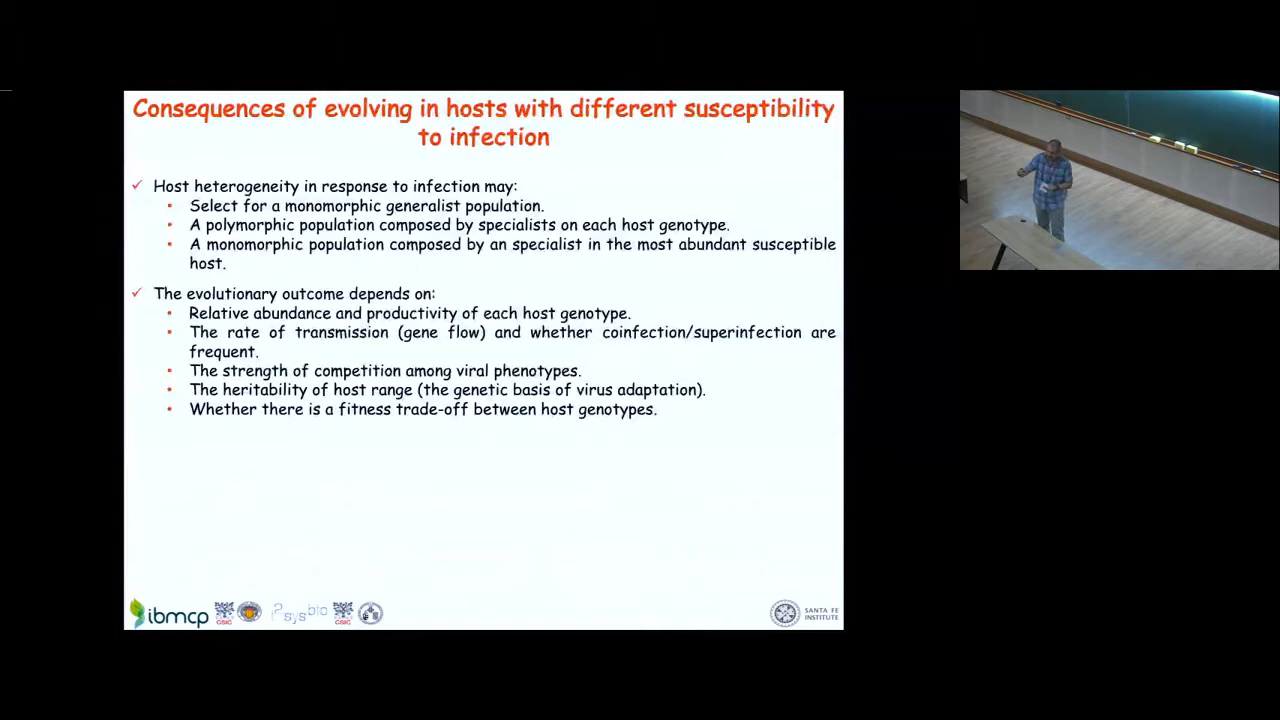 Consequences of evolving in hosts with different susceptibility
to infection
✓ Host heterogeneity in response to infection may:
▪ Select for a monomorphic generalist population.
▪ A polymorphic population composed by specialists on each host genotype.
▪ A monomorphic population composed by an specialist in the most abundant susceptible
host.
✓ The evolutionary outcome depends on:
▪ Relative abundance and productivity of each host genotype.
▪ The rate of transmission (gene flow) and whether coinfection/superinfection are
frequent.
▪ The strength of competition among viral phenotypes.
▪ The heritability of host range (the genetic basis of virus adaptation).
▪ Whether there is a fitness trade-off between host genotypes.
ibmcp CSIC I2sysbio CSIC
SANTA FE
INSTITUTE